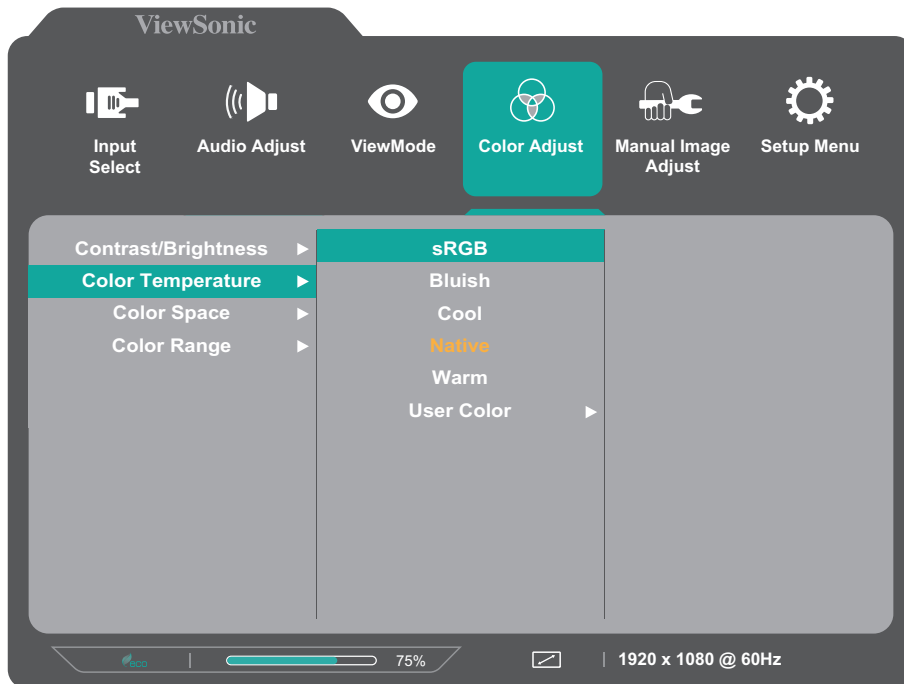 ViewSonic
Input
Select
Audio Adjust
ViewMode
Color Adjust
Manual Image
Adjust
Setup Menu
Contrast/Brightness
Color Temperature
Color Space
Color Range
sRGB
Bluish
Cool
Native
Warm
User Color
eco
75%
1920 x 1080 @ 60Hz